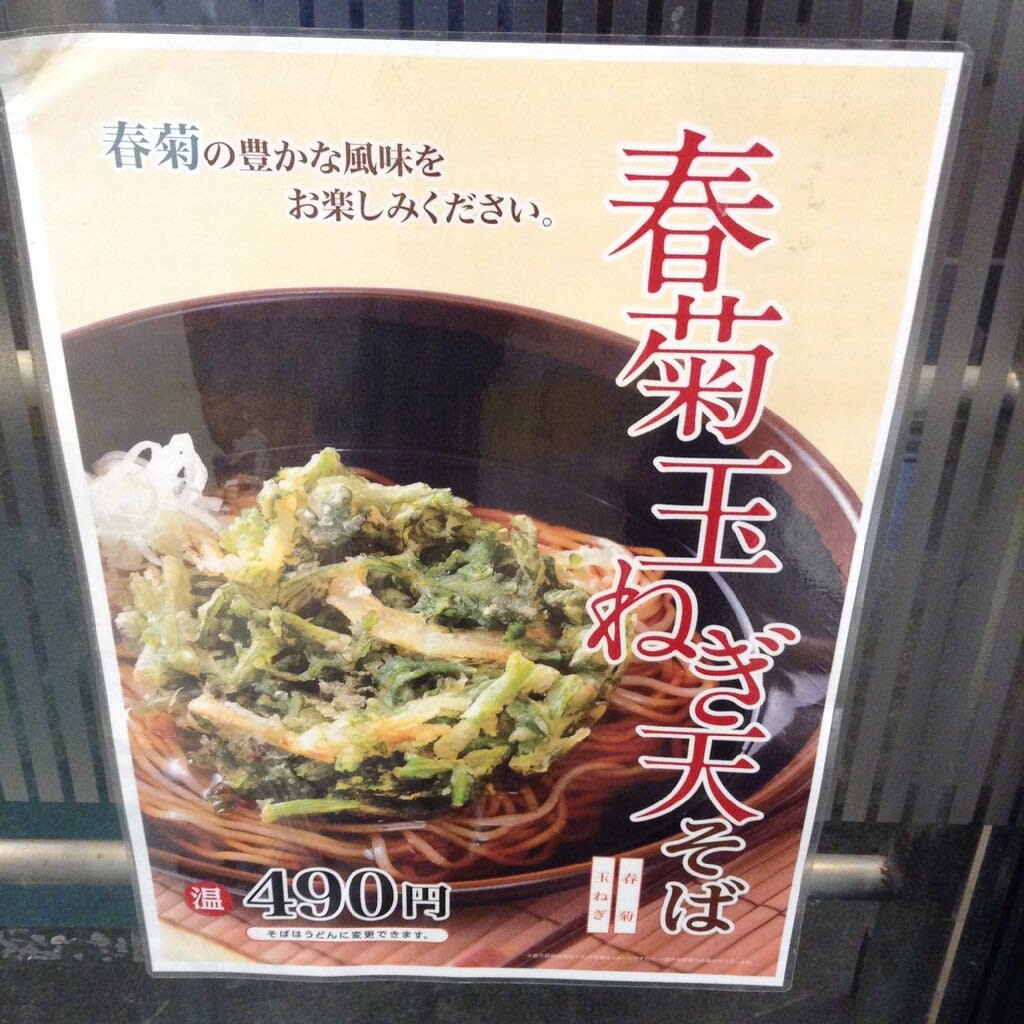 春菊の豊かな風味を
お楽しみください。
春菊玉ねぎ天そば
春菊
玉ねぎ
温 490円
そばはうどんに変更できます。